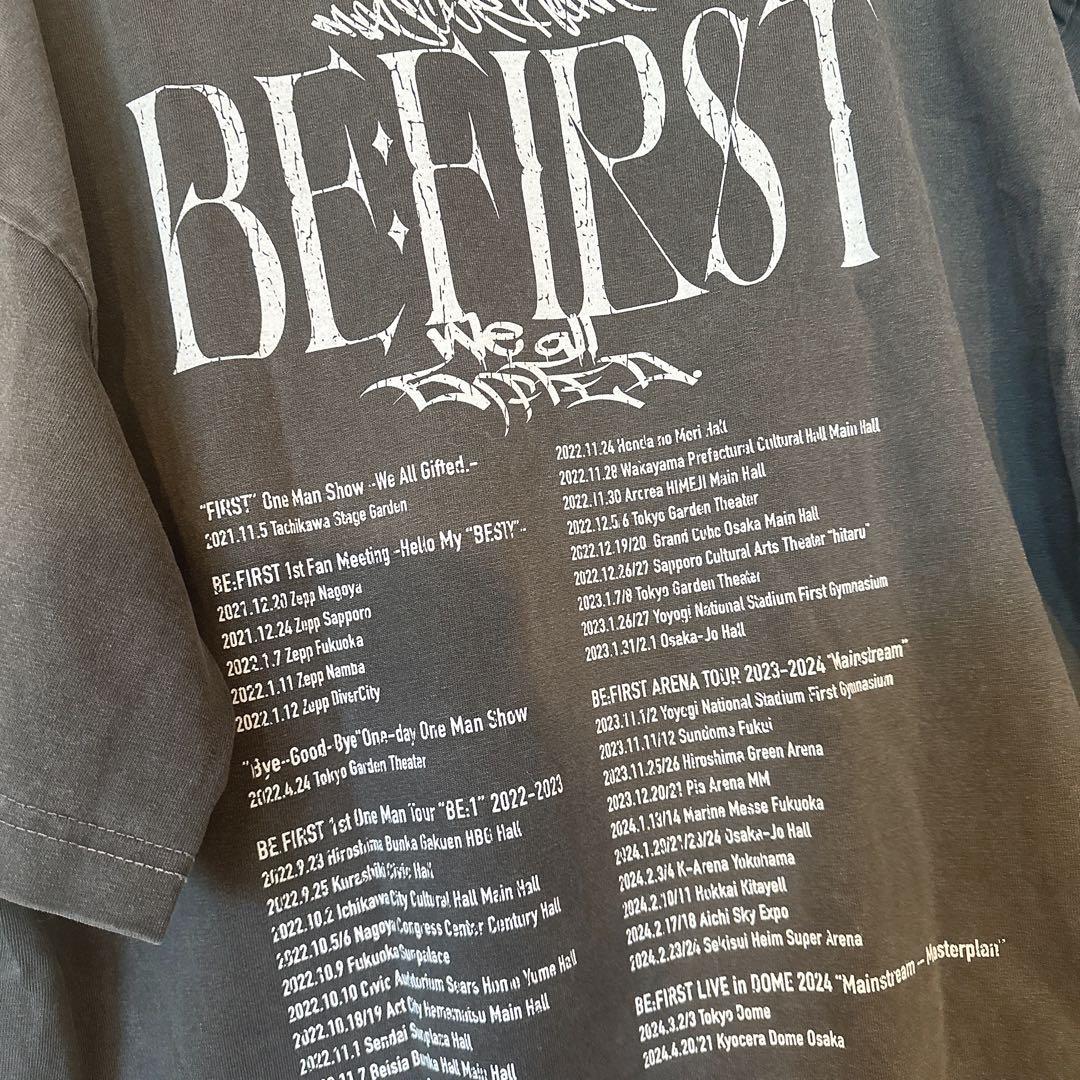 BE:FIRST
We all
GIFTED.
"FIRST" One Man Show -We All Gifted.-
2021.11.5 Tachikawa Stage Garden
BE:FIRST 1st Fan Meeting -Hello My "BESTY"-
2021.12.20 Zepp Nagoya
2021.12.24 Zepp Sapporo
2022.1.7 Zepp Fukuoka
2022.1.11 Zepp Namba
2022.1.12 Zepp DiverCity
"Bye-Good-Bye"One-day One Man Show
2022.4.24 Tokyo Garden Theater
BE:FIRST 1st One Man Tour "BE:1" 2022-2023
2022.9.23 Hiroshima Bunka Gakuen HBG Hall
2022.9.25 Kurashiki Civic Hall
2022.10.2 Ichikawa City Cultural Hall Main Hall
2022.10.5/6 Nagoya Congress Center Century Hall
2022.10.9 Fukuoka Sunpalace
2022.10.10 Civic Auditorium Sears Home Yume Hall
2022.10.18/19 Act City Hamamatsu Main Hall
2022.11.1 Sendai Sunplaza Hall
11.7 Beisia Bunka Hall Main Hall
2022.11.24 Honda no Mori Hall
2022.11.28 Wakayama Prefectural Cultural Hall Main Hall
2022.11.30 Arcrea HIMEJI Main Hall
2022.12.5/6 Tokyo Garden Theater
2022.12.19/20 Grand Cube Osaka Main Hall
2022.12.26/27 Sapporo Cultural Arts Theater "hitaru"
2023.1.7/8 Tokyo Garden Theater
2023.1.26/27 Yoyogi National Stadium First Gymnasium
2023.1.31/2.1 Osaka-Jo Hall
BE:FIRST ARENA TOUR 2023-2024 "Mainstream"
2023.11.1/2 Yoyogi National Stadium First Gymnasium
2023.11.11/12 Sundome Fukui
2023.11.25/26 Hiroshima Green Arena
2023.12.20/21 Pia Arena MM
2024.1.13/14 Marine Messe Fukuoka
2024.1.20/21/23/24 Osaka-Jo Hall
2024.2.3/4 K-Arena Yokohama
2024.2.10/11 Hokkai Kitayell
2024.2.17/18 Aichi Sky Expo
2024.2.23/24 Sekisui Heim Super Arena
BE:FIRST LIVE in DOME 2024 "Mainstream - Masterplan"
2024.3.2/3 Tokyo Dome
2024.4.20/21 Kyocera Dome Osaka